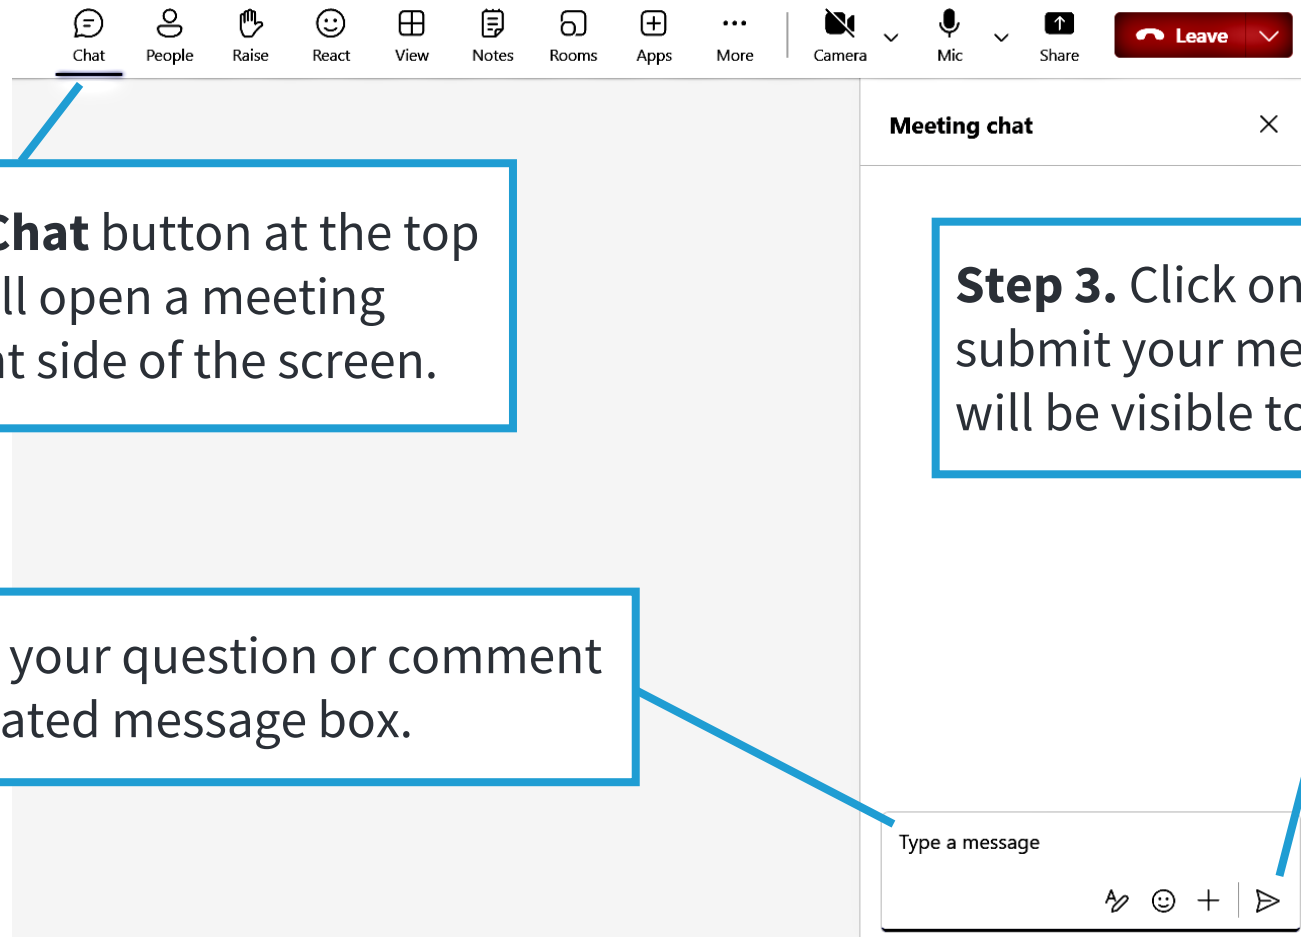 Chat People Raise React View Notes Rooms Apps More Camera Mic Share Leave
Meeting chat
Chat button at the top
ll open a meeting
t side of the screen.
Step 3. Click on
submit your me
will be visible to
your question or comment
ated message box.
Type a message